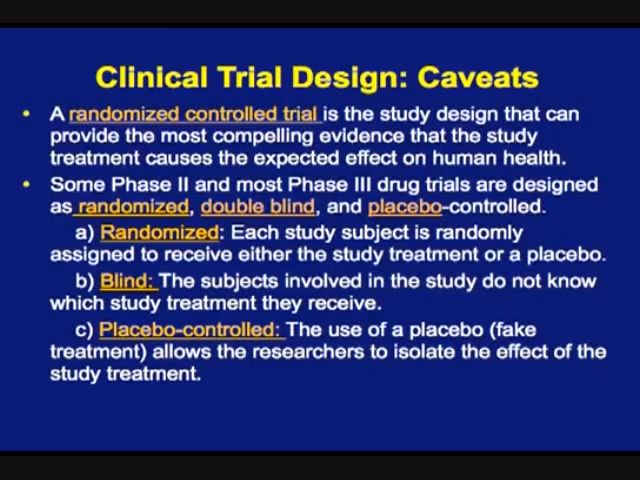 Clinical Trial Design: Caveats
• A randomized controlled trial is the study design that can
provide the most compelling evidence that the study
treatment causes the expected effect on human health.
• Some Phase II and most Phase III drug trials are designed
as randomized, double blind, and placebo-controlled.
a) Randomized: Each study subject is randomly
assigned to receive either the study treatment or a placebo.
b) Blind: The subjects involved in the study do not know
which study treatment they receive.
c) Placebo-controlled: The use of a placebo (fake
treatment) allows the researchers to isolate the effect of the
study treatment.